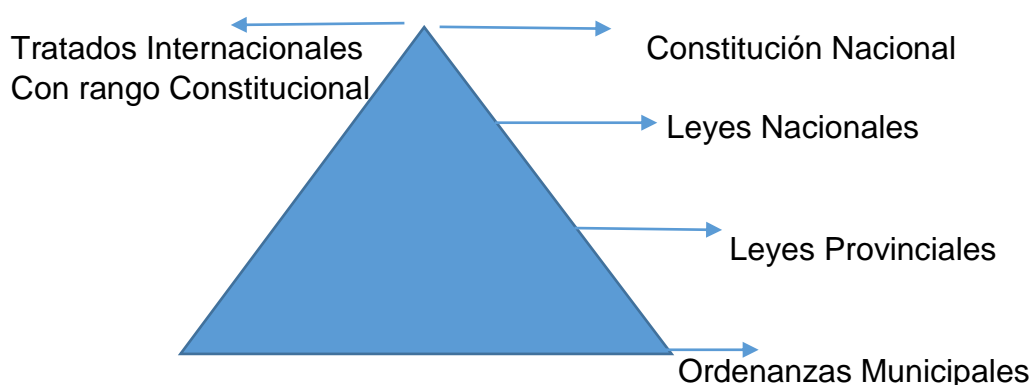 Tratados Internacionales
Con rango Constitucional
Constitución Nacional
Leyes Nacionales
Leyes Provinciales
Ordenanzas Municipales